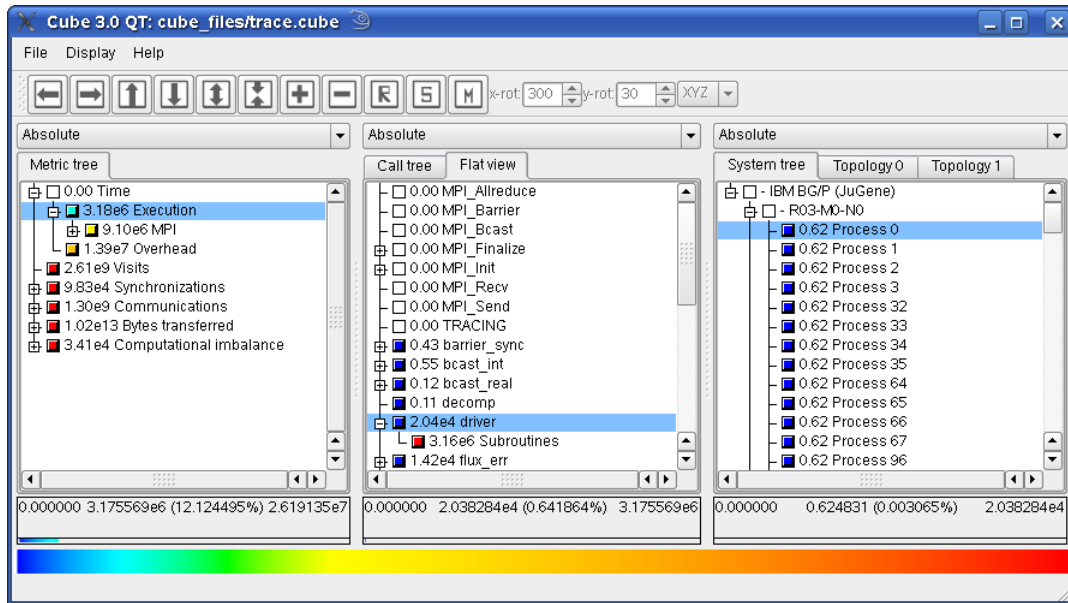 Cube 3.0 QT: cube_files/trace.cube
File Display Help
R S M x-rot: 300 y-rot: 30 XYZ
Absolute Absolute Absolute
Metric tree Call tree Flat view System tree Topology 0 Topology 1
0.00 Time
3.18e6 Execution
9.10e6 MPI
1.39e7 Overhead
2.61e9 Visits
9.83e4 Synchronizations
1.30e9 Communications
1.02e13 Bytes transferred
3.41e4 Computational imbalance
0.00 MPI_Allreduce
0.00 MPI_Barrier
0.00 MPI_Bcast
0.00 MPI_Finalize
0.00 MPI_Init
0.00 MPI_Recv
0.00 MPI_Send
0.00 TRACING
0.43 barrier_sync
0.55 bcast_int
0.12 bcast_real
0.11 decomp
2.04e4 driver
3.16e6 Subroutines
1.42e4 flux_err
- IBM BG/P (JuGene)
- R03-M0-N0
0.62 Process 0
0.62 Process 1
0.62 Process 2
0.62 Process 3
0.62 Process 32
0.62 Process 33
0.62 Process 34
0.62 Process 35
0.62 Process 64
0.62 Process 65
0.62 Process 66
0.62 Process 67
0.62 Process 96
0.000000 3.175569e6 (12.124495%) 2.619135e7
0.000000 2.038284e4 (0.641864%) 3.175569e6
0.000000 0.624831 (0.003065%) 2.038284e4